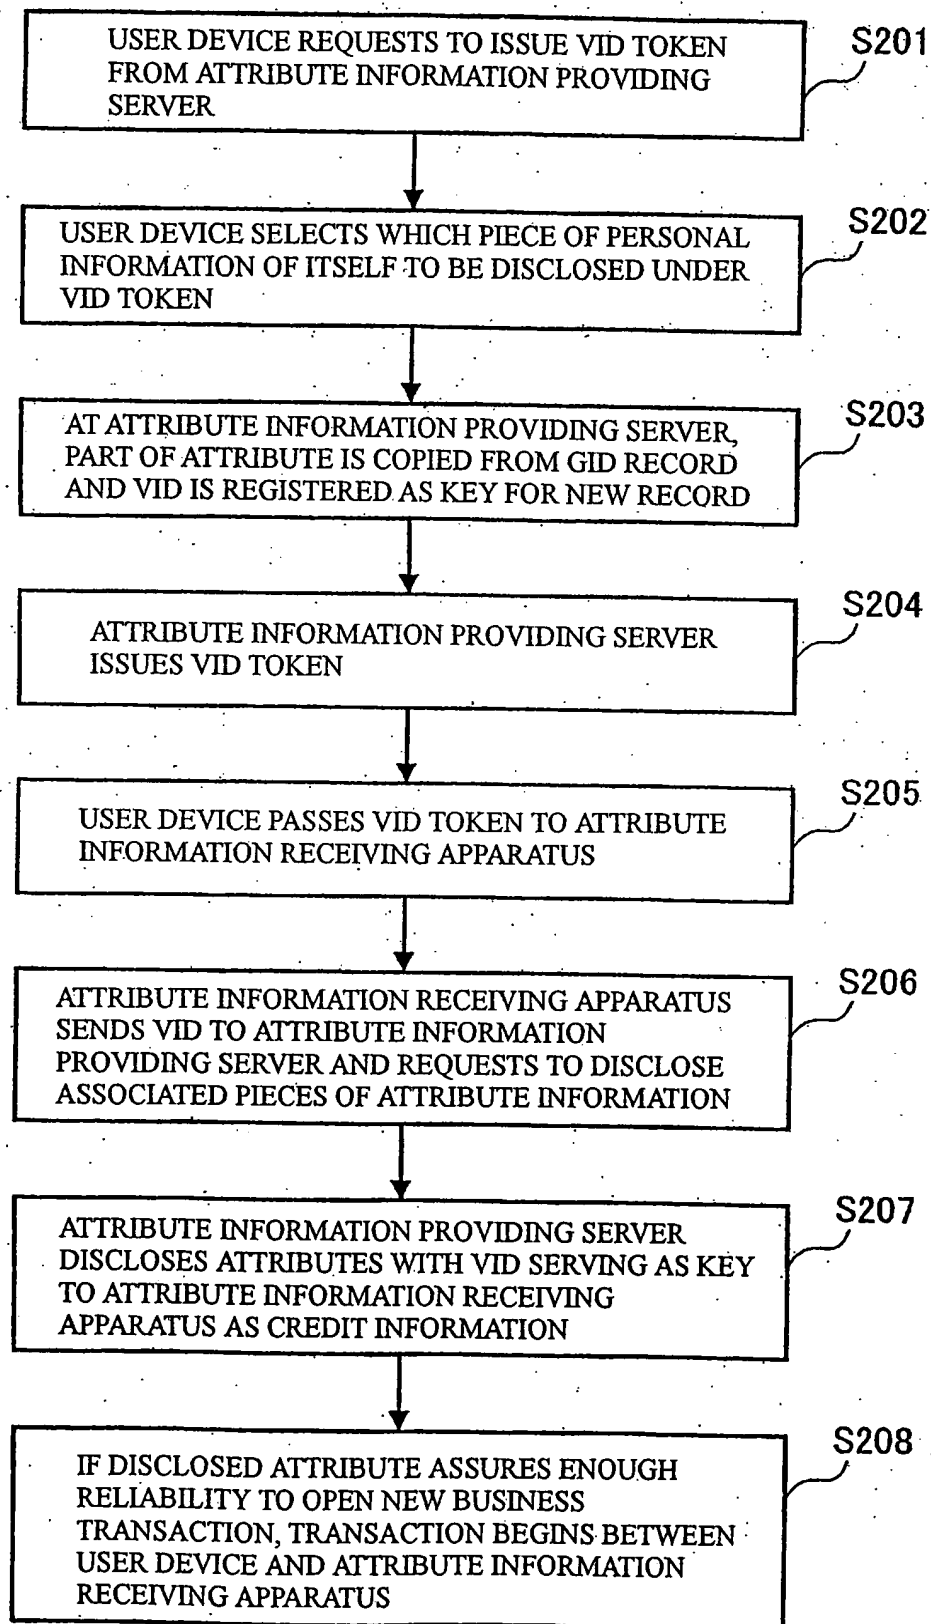 USER DEVICE REQUESTS TO ISSUE VID TOKEN
FROM ATTRIBUTE INFORMATION PROVIDING
SERVER
S201
USER DEVICE SELECTS WHICH PIECE OF PERSONAL
INFORMATION OF ITSELF TO BE DISCLOSED UNDER
VID TOKEN
S202
AT ATTRIBUTE INFORMATION PROVIDING SERVER,
PART OF ATTRIBUTE IS COPIED FROM GID RECORD
AND VID IS REGISTERED AS KEY FOR NEW RECORD
S203
ATTRIBUTE INFORMATION PROVIDING SERVER
ISSUES VID TOKEN
S204
USER DEVICE PASSES VID TOKEN TO ATTRIBUTE
INFORMATION RECEIVING APPARATUS
S205
ATTRIBUTE INFORMATION RECEIVING APPARATUS
SENDS VID TO ATTRIBUTE INFORMATION
PROVIDING SERVER AND REQUESTS TO DISCLOSE
ASSOCIATED PIECES OF ATTRIBUTE INFORMATION
S206
ATTRIBUTE INFORMATION PROVIDING SERVER
DISCLOSES ATTRIBUTES WITH VID SERVING AS KEY
TO ATTRIBUTE INFORMATION RECEIVING
APPARATUS AS CREDIT INFORMATION
S207
IF DISCLOSED ATTRIBUTE ASSURES ENOUGH
RELIABILITY TO OPEN NEW BUSINESS
TRANSACTION, TRANSACTION BEGINS BETWEEN
USER DEVICE AND ATTRIBUTE INFORMATION
RECEIVING APPARATUS
S208